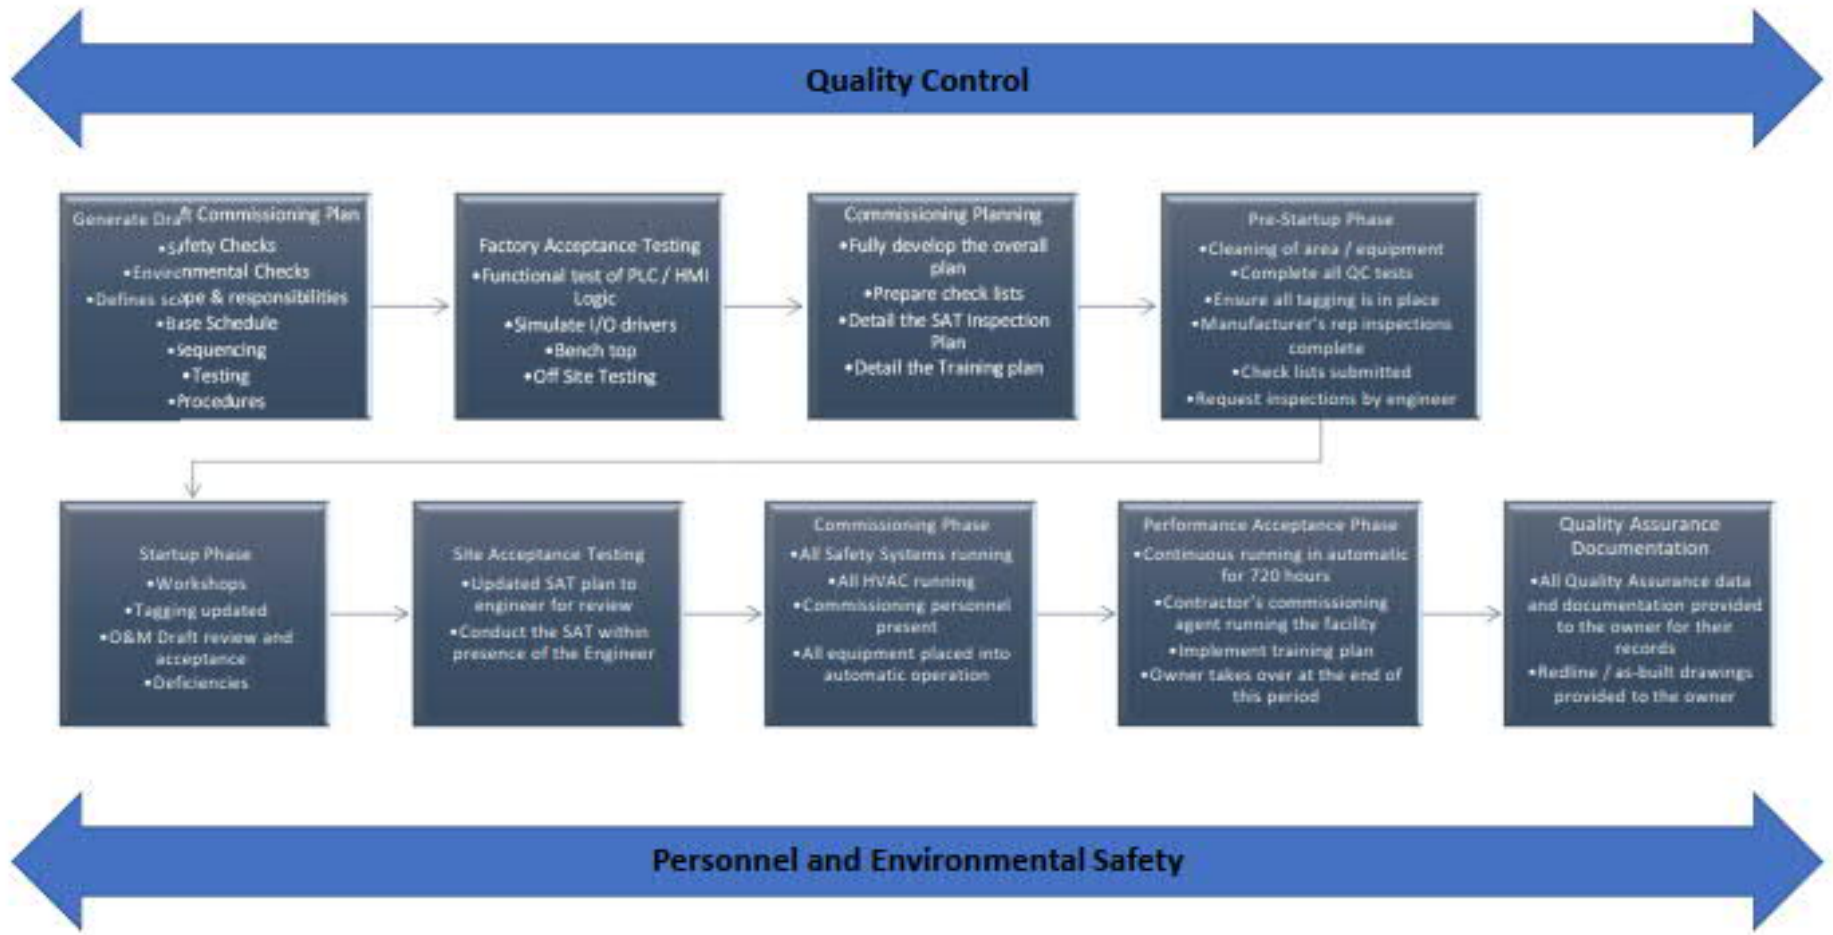 Quality Control
Generate Draft Commissioning Plan
•Safety Checks
•Environmental Checks
•Defines scope & responsibilities
•Base Schedule
•Sequencing
•Testing
•Procedures
Factory Acceptance Testing
•Functional test of PLC / HMI
Logic
•Simulate I/O drivers
•Bench top
•Off Site Testing
Commissioning Planning
•Fully develop the overall
plan
•Prepare check lists
•Detail the SAT Inspection
Plan
•Detail the Training plan
Pre-Startup Phase
•Cleaning of area / equipment
•Complete all QC tests
•Ensure all tagging is in place
•Manufacturer's rep inspections
complete
•Check lists submitted
•Request inspections by engineer
Startup Phase
•Workshops
•Tagging updated
•O&M Draft review and
acceptance
•Deficiencies
Site Acceptance Testing
•Updated SAT plan to
engineer for review
•Conduct the SAT within
presence of the Engineer
Commissioning Phase
•All Safety Systems running
•All HVAC running
•Commissioning personnel
present
•All equipment placed into
automatic operation
Performance Acceptance Phase
•Continuous running in automatic
for 720 hours
•Contractor's commissioning
agent running the facility
•Implement training plan
•Owner takes over at the end of
this period
Quality Assurance
Documentation
•All Quality Assurance data
and documentation provided
to the owner for their
records
•Redline / as-built drawings
provided to the owner
Personnel and Environmental Safety